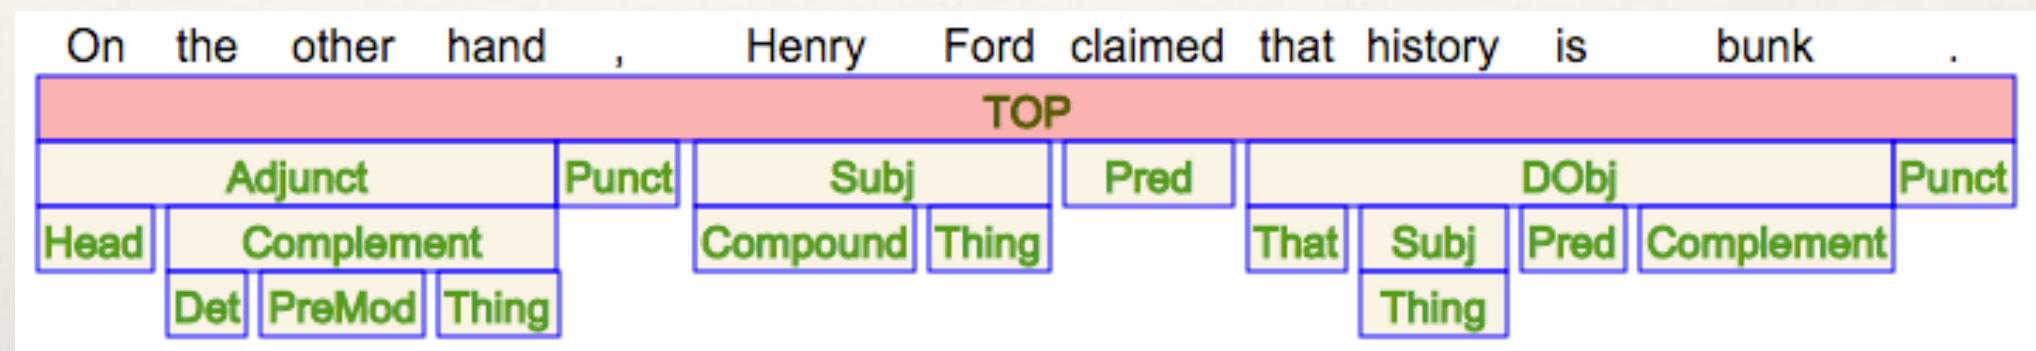 On the other hand , Henry Ford claimed that history is bunk .
TOP
Adjunct Punct Subj Pred DObj Punct
Head Complement Compound Thing That Subj Pred Complement
Det PreMod Thing Thing